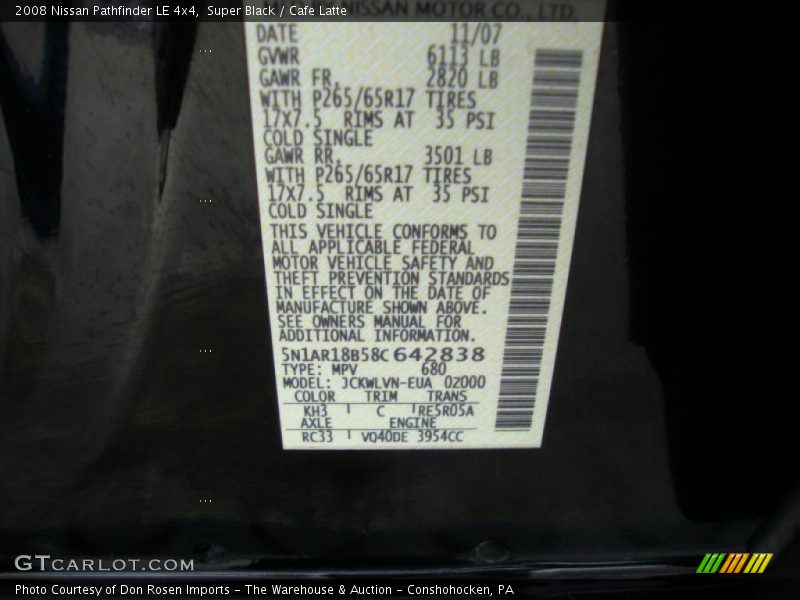 2008 Nissan Pathfinder LE 4x4,  Super Black / Cafe Latte
NISSAN MOTOR CO., LTD.
DATE 11/07
GVWR 6113 LB
GAWR FR. 2820 LB
WITH P265/65R17 TIRES
17X7.5 RIMS AT 35 PSI
COLD SINGLE
GAWR RR. 3501 LB
WITH P265/65R17 TIRES
17X7.5 RIMS AT 35 PSI
COLD SINGLE
THIS VEHICLE CONFORMS TO
ALL APPLICABLE FEDERAL
MOTOR VEHICLE SAFETY AND
THEFT PREVENTION STANDARDS
IN EFFECT ON THE DATE OF
MANUFACTURE SHOWN ABOVE.
SEE OWNERS MANUAL FOR
ADDITIONAL INFORMATION.
5N1AR18B58C642838
TYPE: MPV 680
MODEL: JCKWLVN-EUA 0Z000
COLOR TRIM TRANS
KH3 C RE5R05A
AXLE ENGINE
RC33 VQ40DE 3954CC
GTCARLOT.COM
Photo Courtesy of Don Rosen Imports - The Warehouse & Auction - Conshohocken, PA